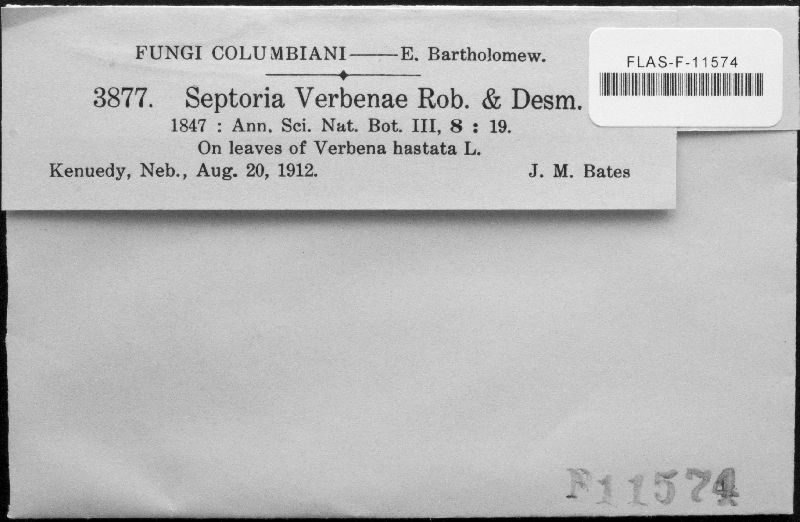 FUNGI COLUMBIANI——E. Bartholomew.
3877. Septoria Verbenae Rob. & Desm.
1847 : Ann. Sci. Nat. Bot. III, 8 : 19.
On leaves of Verbena hastata L.
Kenuedy, Neb., Aug. 20, 1912. J. M. Bates
FLAS-F-11574
F11574